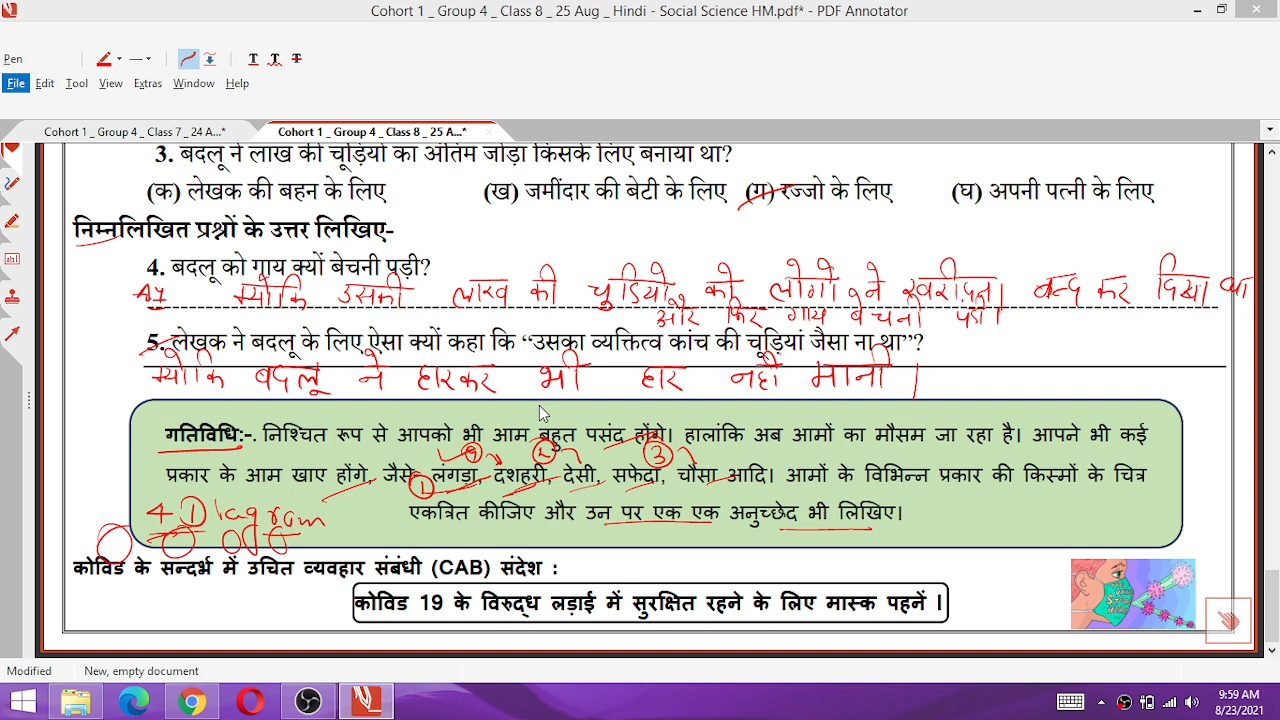 Cohort 1 _ Group 4 _ Class 8 _ 25 Aug _ Hindi - Social Science HM.pdf* - PDF Annotator
Pen
T T T
File Edit Tool View Extras Window Help
Cohort 1 _ Group 4 _ Class 7 _ 24 A...* Cohort 1 _ Group 4 _ Class 8 _ 25 A...*
3. बदलू ने लाख की चूड़ियों का अंतिम जोड़ा किसके लिए बनाया था?
(क) लेखक की बहन के लिए (ख) जमींदार की बेटी के लिए (ग) रज्जो के लिए (घ) अपनी पत्नी के लिए
निम्नलिखित प्रश्नों के उत्तर लिखिए-
4. बदलू को गाय क्यों बेचनी पड़ी?
क्योकि उसकी लाख की चूडियो को लोगों ने खरीदना बन्द कर दिया था
और फिर गाय बेचना पडी।
5. लेखक ने बदलू के लिए ऐसा क्यों कहा कि “उसका व्यक्तित्व कांच की चूड़ियां जैसा ना था”?
क्योकि बदलू ने हारकर भी हार नही मानी।
गतिविधि:-. निश्चित रूप से आपको भी आम बहुत पसंद होंगे। हालांकि अब आमों का मौसम जा रहा है। आपने भी कई
प्रकार के आम खाए होंगे, जैसे लंगड़ा, दशहरी, देसी, सफेदा, चौसा आदि। आमों के विभिन्न प्रकार की किस्मों के चित्र
एकत्रित कीजिए और उन पर एक एक अनुच्छेद भी लिखिए।
4 Diagram
कोविड के सन्दर्भ में उचित व्यवहार संबंधी (CAB) संदेश :
कोविड 19 के विरुद्ध लड़ाई में सुरक्षित रहने के लिए मास्क पहनें ।
Modified New, empty document
9:59 AM
8/23/2021